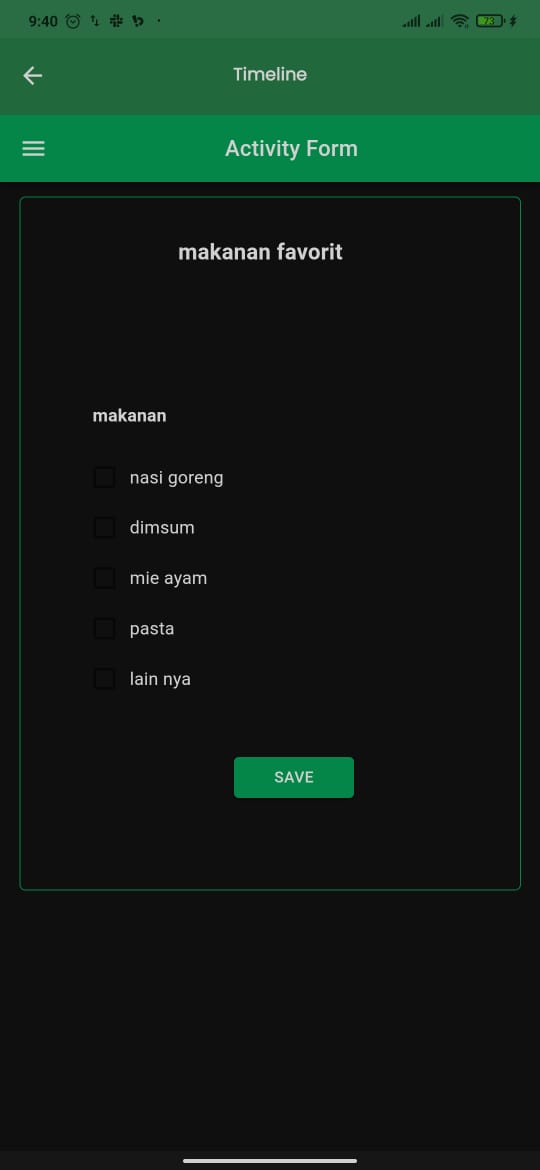 9:40
73
Timeline
Activity Form
makanan favorit
makanan
nasi goreng
dimsum
mie ayam
pasta
lain nya
SAVE